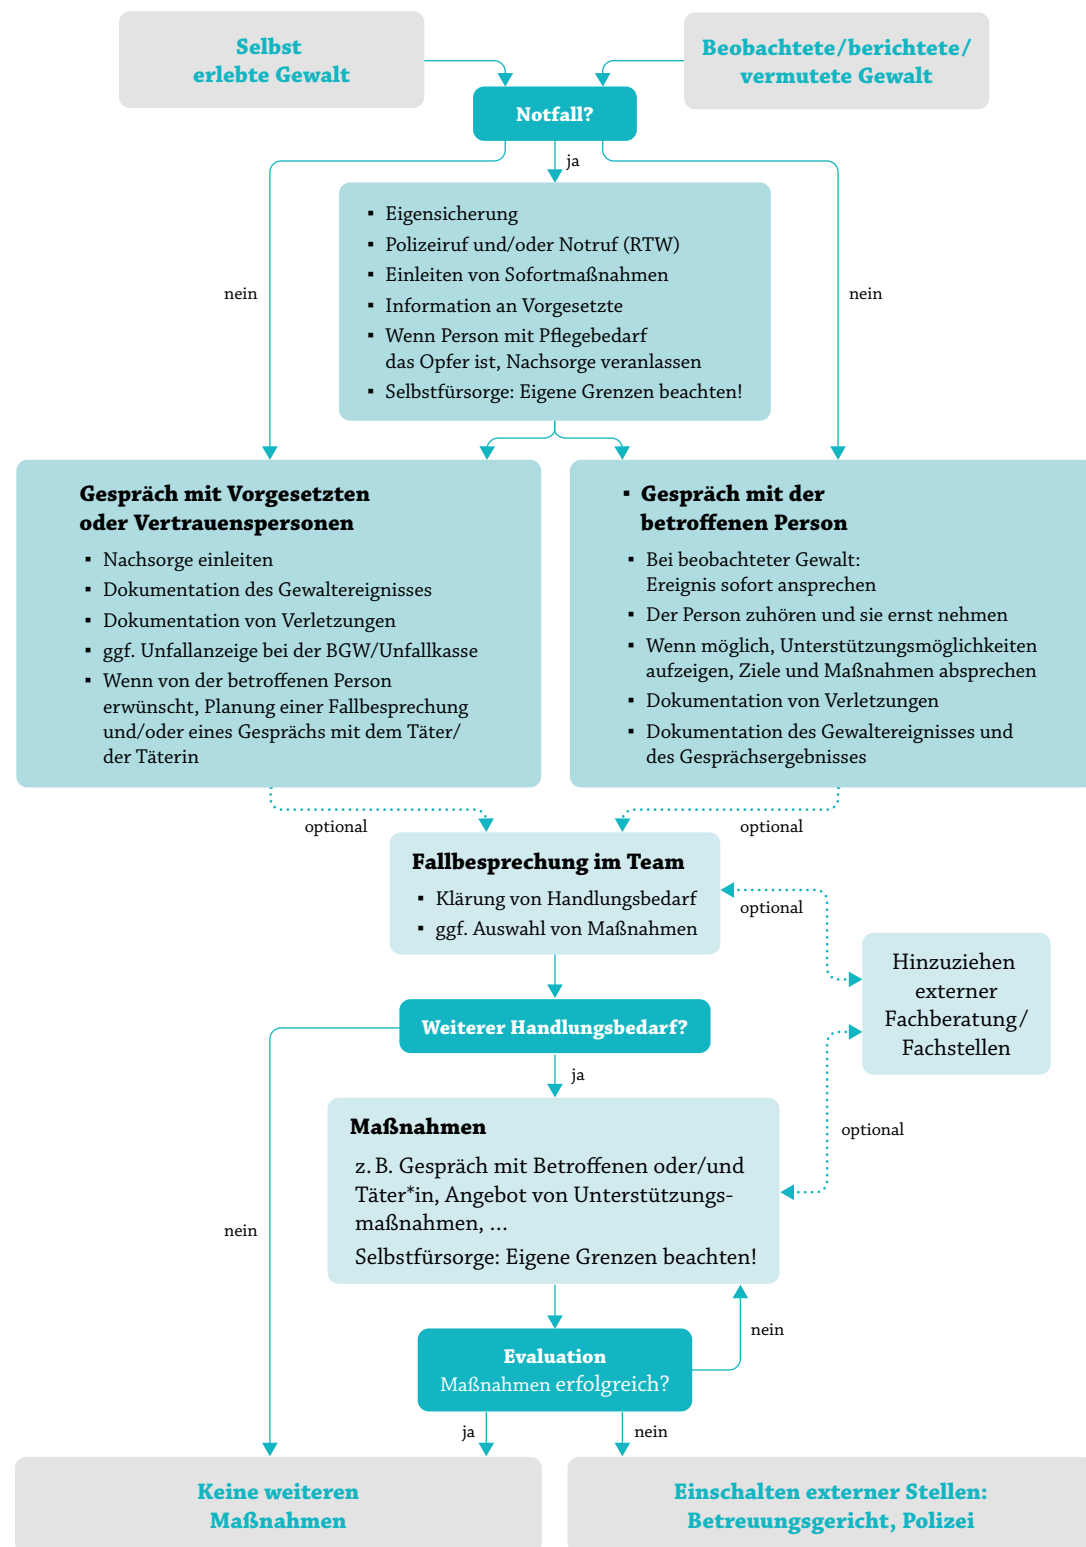 Selbst
erlebte Gewalt
Beobachtete/berichtete/
vermutete Gewalt
Notfall?
ja
nein
nein
▪ Eigensicherung
▪ Polizeiruf und/oder Notruf (RTW)
▪ Einleiten von Sofortmaßnahmen
▪ Information an Vorgesetzte
▪ Wenn Person mit Pflegebedarf
das Opfer ist, Nachsorge veranlassen
▪ Selbstfürsorge: Eigene Grenzen beachten!
Gespräch mit Vorgesetzten
oder Vertrauenspersonen
▪ Nachsorge einleiten
▪ Dokumentation des Gewaltereignisses
▪ Dokumentation von Verletzungen
▪ ggf. Unfallanzeige bei der BGW/Unfallkasse
▪ Wenn von der betroffenen Person
erwünscht, Planung einer Fallbesprechung
und/oder eines Gesprächs mit dem Täter/
der Täterin
▪ Gespräch mit der
betroffenen Person
▪ Bei beobachteter Gewalt:
Ereignis sofort ansprechen
▪ Der Person zuhören und sie ernst nehmen
▪ Wenn möglich, Unterstützungsmöglichkeiten
aufzeigen, Ziele und Maßnahmen absprechen
▪ Dokumentation von Verletzungen
▪ Dokumentation des Gewaltereignisses und
des Gesprächsergebnisses
optional
optional
Fallbesprechung im Team
▪ Klärung von Handlungsbedarf
▪ ggf. Auswahl von Maßnahmen
optional
Hinzuziehen
externer
Fachberatung/
Fachstellen
Weiterer Handlungsbedarf?
ja
optional
Maßnahmen
z. B. Gespräch mit Betroffenen oder/und
Täter*in, Angebot von Unterstützungs-
maßnahmen, …
Selbstfürsorge: Eigene Grenzen beachten!
nein
nein
Evaluation
Maßnahmen erfolgreich?
ja
nein
Keine weiteren
Maßnahmen
Einschalten externer Stellen:
Betreuungsgericht, Polizei